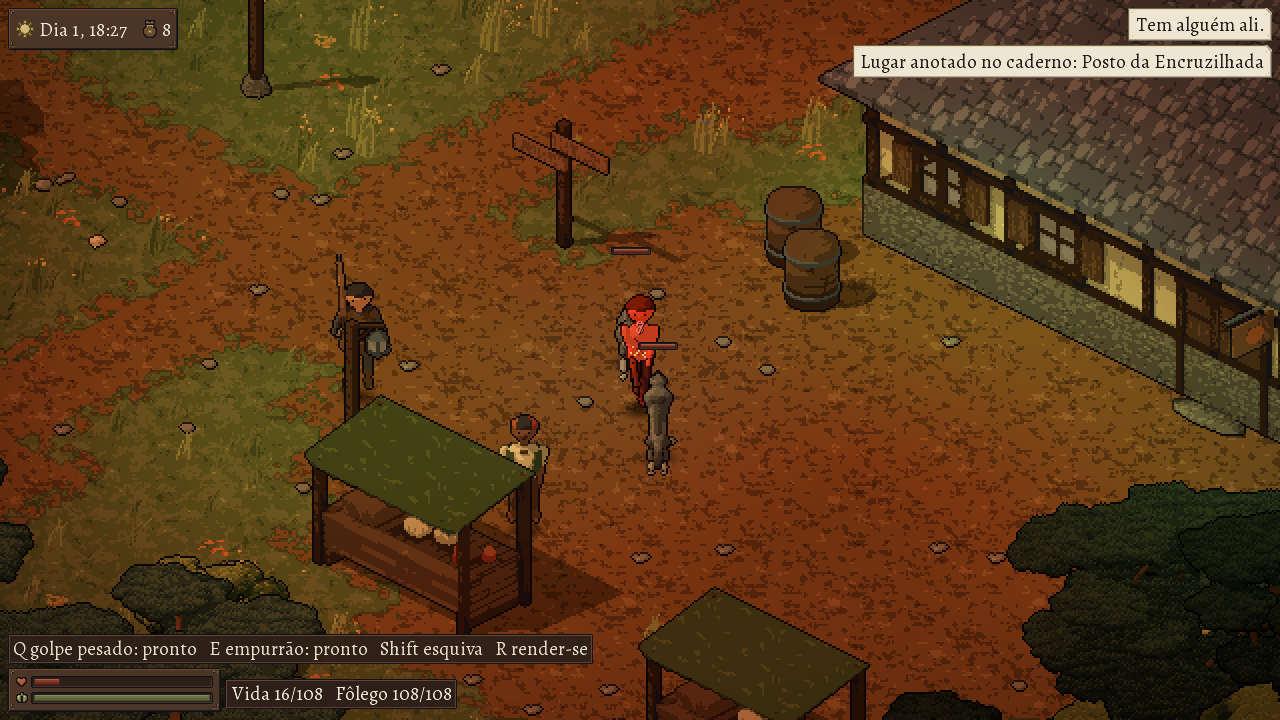 Dia 1, 18:27 8
Tem alguém ali.
Lugar anotado no caderno: Posto da Encruzilhada
Q golpe pesado: pronto E empurrão: pronto Shift esquiva R render-se
Vida 16/108 Fôlego 108/108